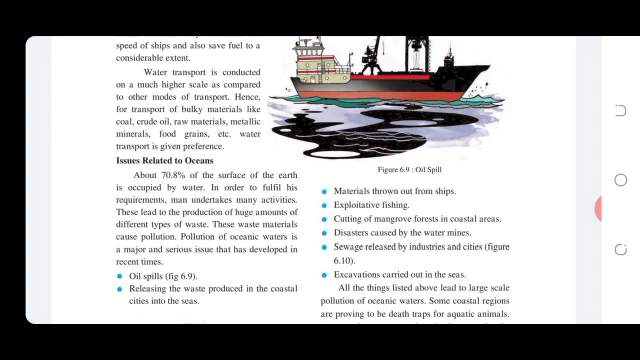 speed of ships and also save fuel to a
considerable extent.
Water transport is conducted
on a much higher scale as compared
to other modes of transport. Hence,
for transport of bulky materials like
coal, crude oil, raw materials, metallic
minerals, food grains, etc. water
transport is given preference.
Issues Related to Oceans
About 70.8% of the surface of the earth
is occupied by water. In order to fulfil his
requirements, man undertakes many activities.
These lead to the production of huge amounts of
different types of waste. These waste materials
cause pollution. Pollution of oceanic waters is
a major and serious issue that has developed in
recent times.
• Oil spills (fig 6.9).
• Releasing the waste produced in the coastal
cities into the seas.
Figure 6.9 : Oil Spill
• Materials thrown out from ships.
• Exploitative fishing.
• Cutting of mangrove forests in coastal areas.
• Disasters caused by the water mines.
• Sewage released by industries and cities (figure
6.10).
• Excavations carried out in the seas.
All the things listed above lead to large scale
pollution of oceanic waters. Some coastal regions
are proving to be death traps for aquatic animals.